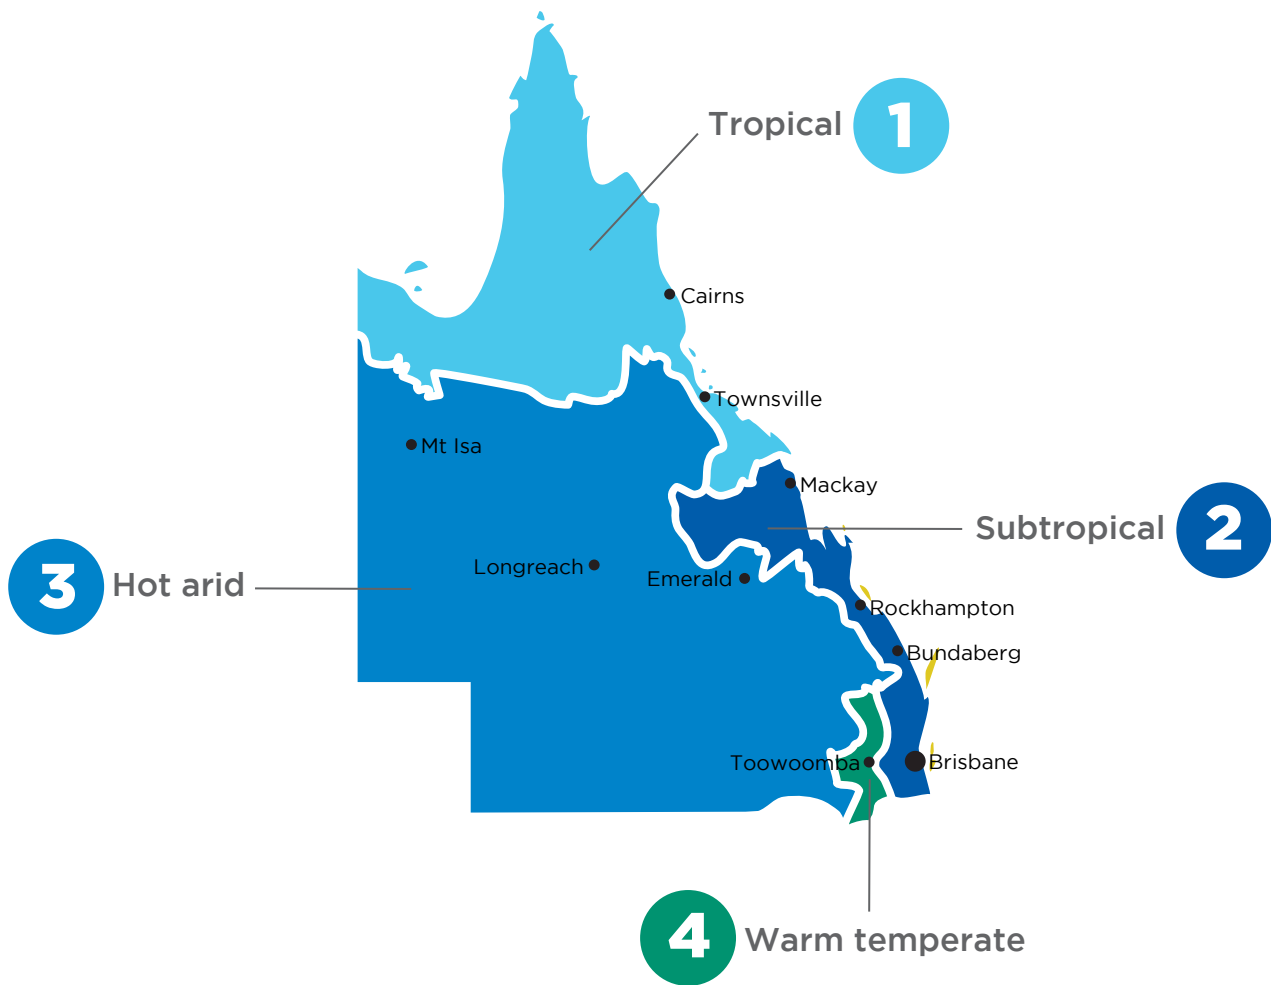 Tropical 1
Cairns
Townsville
Mt Isa
Mackay
Subtropical 2
Longreach
Emerald
3 Hot arid
Rockhampton
Bundaberg
Toowoomba
Brisbane
4 Warm temperate